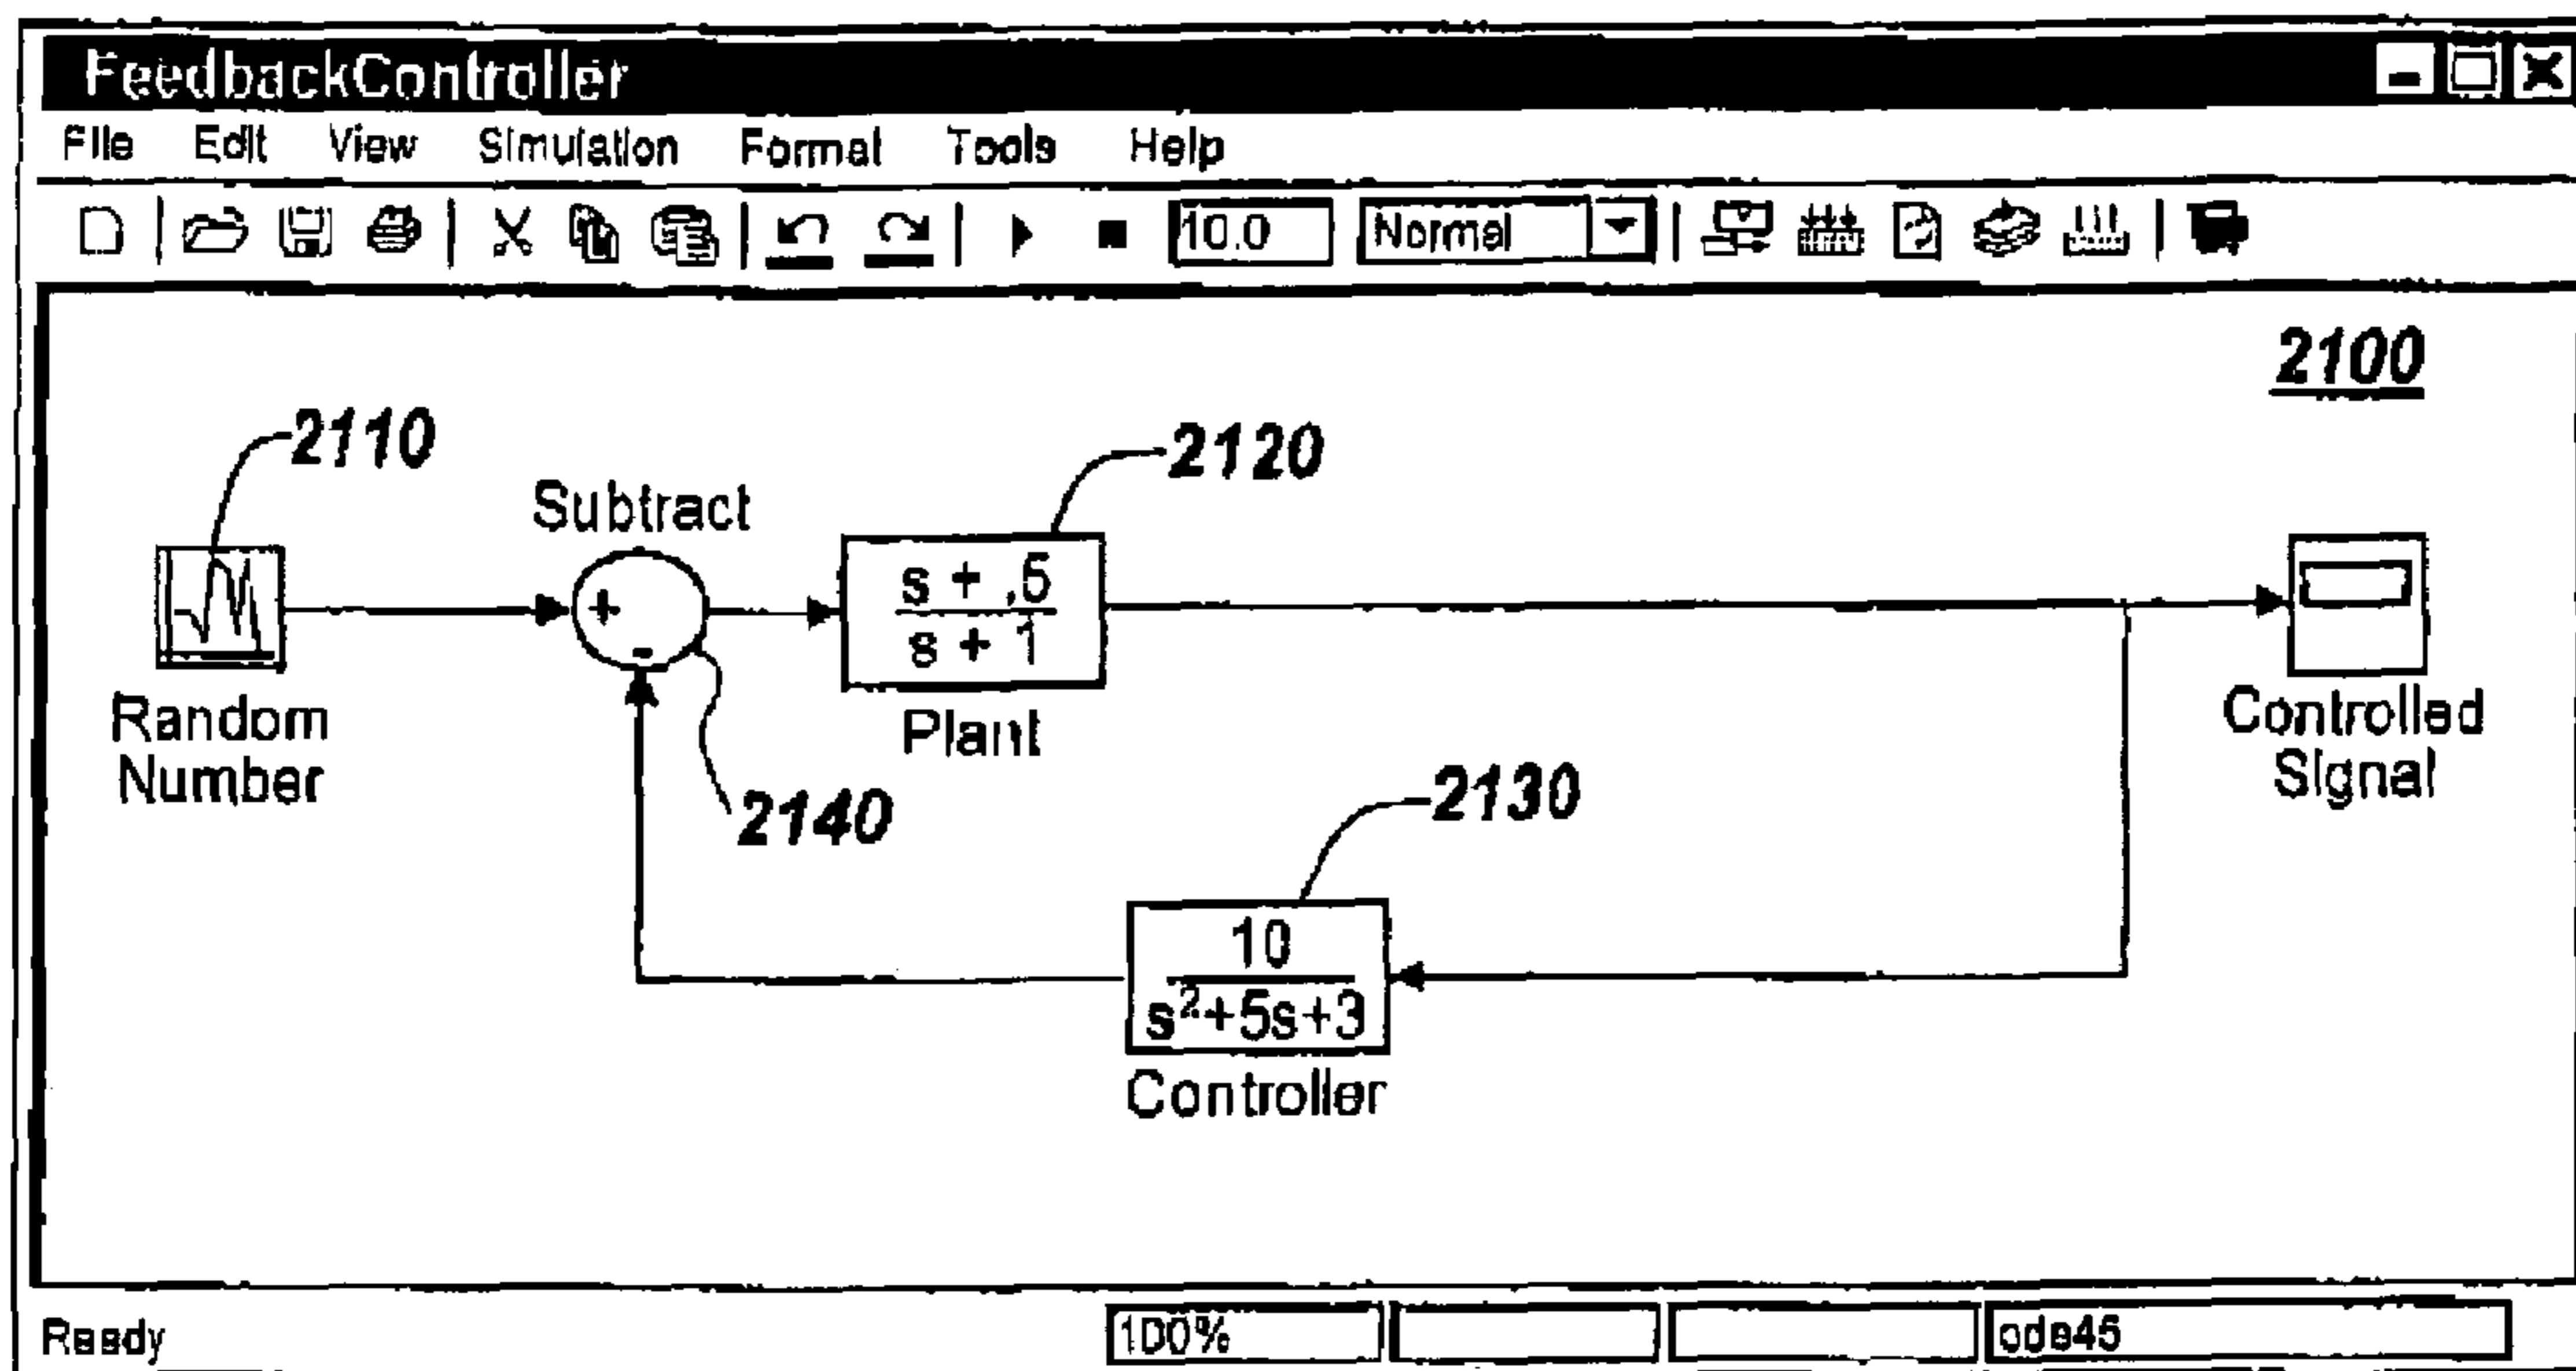 FeedbackController
File Edit View Simulation Format Tools Help
10.0 Normal
2100
2110
2120
Subtract
s + .5
s + 1
+
-
Random
Number
Plant
Controlled
Signal
2140
2130
10
s²+5s+3
Controller
Ready 100% ode45